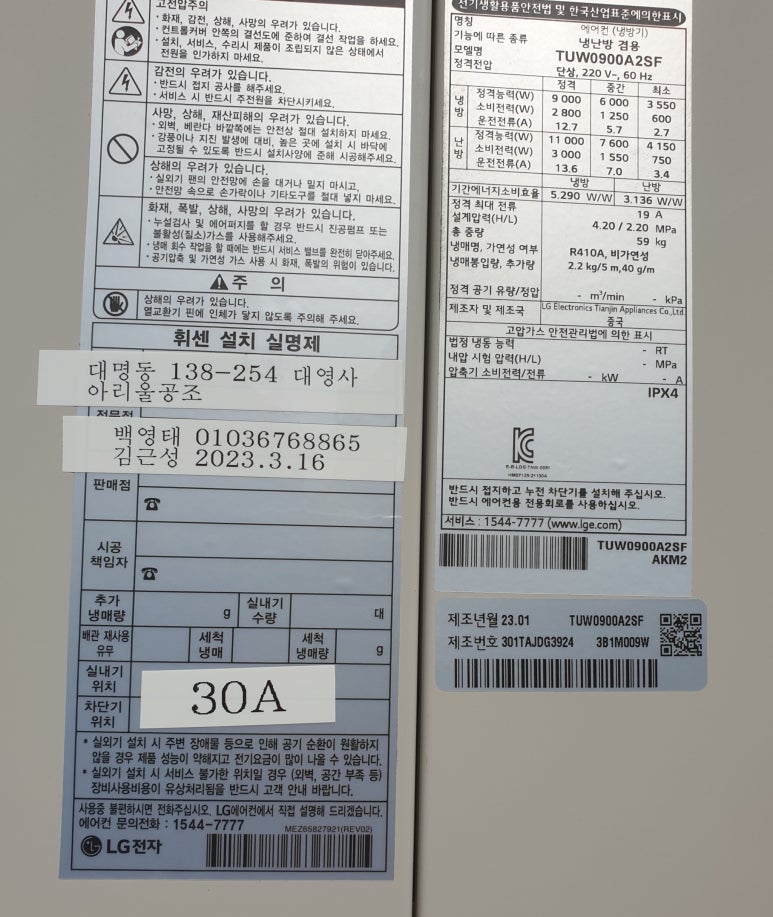 고전압주의
· 화재, 감전, 상해, 사망의 우려가 있습니다.
· 컨트롤커버 안쪽의 결선도에 준하여 결선 작업을 하세요.
· 설치, 서비스, 수리시 제품이 조립되지 않은 상태에서
전원을 인가하지 마세요.
감전의 우려가 있습니다.
· 반드시 접지 공사를 해주세요.
· 서비스 시 반드시 주전원을 차단시키세요.
사망, 상해, 재산피해의 우려가 있습니다.
· 외벽, 베란다 바깥쪽에는 안전상 절대 설치하지 마세요.
· 강풍이나 지진 발생에 대비, 높은 곳에 설치 시 바닥에
고정될 수 있도록 반드시 설치사양에 준해 시공해주세요.
상해의 우려가 있습니다.
· 실외기 팬의 안전망에 손을 대거나 밀지 마시고,
· 안전망 속으로 손가락이나 기타도구를 절대 넣지 마세요.
화재, 폭발, 상해, 사망의 우려가 있습니다.
· 누설검사 및 에어퍼지를 할 경우 반드시 진공펌프 또는
불활성(질소)가스를 사용해주세요.
· 냉매 회수 작업을 할 때에는 반드시 서비스 밸브를 완전히 닫아주세요.
· 공기압축 및 가연성 가스 사용 시 화재, 폭발의 위험이 있습니다.
주 의
상해의 우려가 있습니다.
열교환기 핀에 인체가 닿지 않도록 주의해 주세요.
휘센 설치 실명제
대명동 138-254 대영사
아리울공조
전문점
백영태 01036768865
김근성 2023.3.16
판매점
☎
시공
책임자
☎
추가
냉매량 g 실내기
수량 대
배관 재사용
유무 세척
냉매 세척
냉매량 g
실내기
위치
30A
차단기
위치
* 실외기 설치 시 주변 장애물 등으로 인해 공기 순환이 원활하지
않을 경우 제품 성능이 약해지고 전기요금이 많이 나올 수 있습니다.
* 실외기 설치 시 서비스 불가한 위치일 경우 (외벽, 공간 부족 등)
장비사용비용이 유상처리됨을 반드시 고객 안내 바랍니다.
사용중 불편하시면 전화주십시오, LG에어컨에서 직접 설명해 드리겠습니다.
에어컨 문의전화 : 1544-7777
MEZ65827921(REV02)
LG전자
전기생활용품안전법 및 한국산업표준에의한표시
명칭 에어컨 (냉방기)
기능에 따른 종류 냉난방 겸용
모델명 TUW0900A2SF
정격전압 단상, 220 V~, 60 Hz
정격 중간 최소
냉방 정격능력(W) 9 000 6 000 3 550
소비전력(W) 2 800 1 250 600
운전전류(A) 12.7 5.7 2.7
난방 정격능력(W) 11 000 7 600 4 150
소비전력(W) 3 000 1 550 750
운전전류(A) 13.6 7.0 3.4
냉방 난방
기간에너지소비효율 5.290 W/W 3.136 W/W
정격 최대 전류 19 A
설계압력(H/L) 4.20 / 2.20 MPa
총 중량 59 kg
냉매명, 가연성 여부 R410A, 비가연성
냉매봉입량, 추가량 2.2 kg/5 m,40 g/m
정격 공기 유량/정압 - m³/min - kPa
제조자 및 제조국 LG Electronics Tianjin Appliances Co.,Ltd.
중국
고압가스 안전관리법에 의한 표시
법정 냉동 능력 - RT
내압 시험 압력(H/L) - MPa
압축기 소비전력/전류 - kW - A
IPX4
반드시 접지하고 누전 차단기를 설치해 주십시오.
반드시 에어컨용 전용회로를 사용하십시오.
서비스 : 1544-7777 (www.lge.com)
TUW0900A2SF
AKM2
제조년월 23.01 TUW0900A2SF
제조번호 301TAJDG3924 3B1M009W